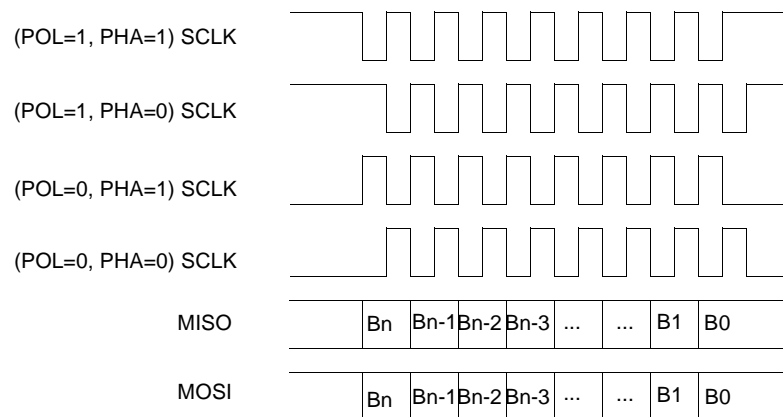 (POL=1, PHA=1) SCLK
(POL=1, PHA=0) SCLK
(POL=0, PHA=1) SCLK
(POL=0, PHA=0) SCLK
MISO Bn Bn-1 Bn-2 Bn-3 ... ... B1 B0
MOSI Bn Bn-1 Bn-2 Bn-3 ... ... B1 B0